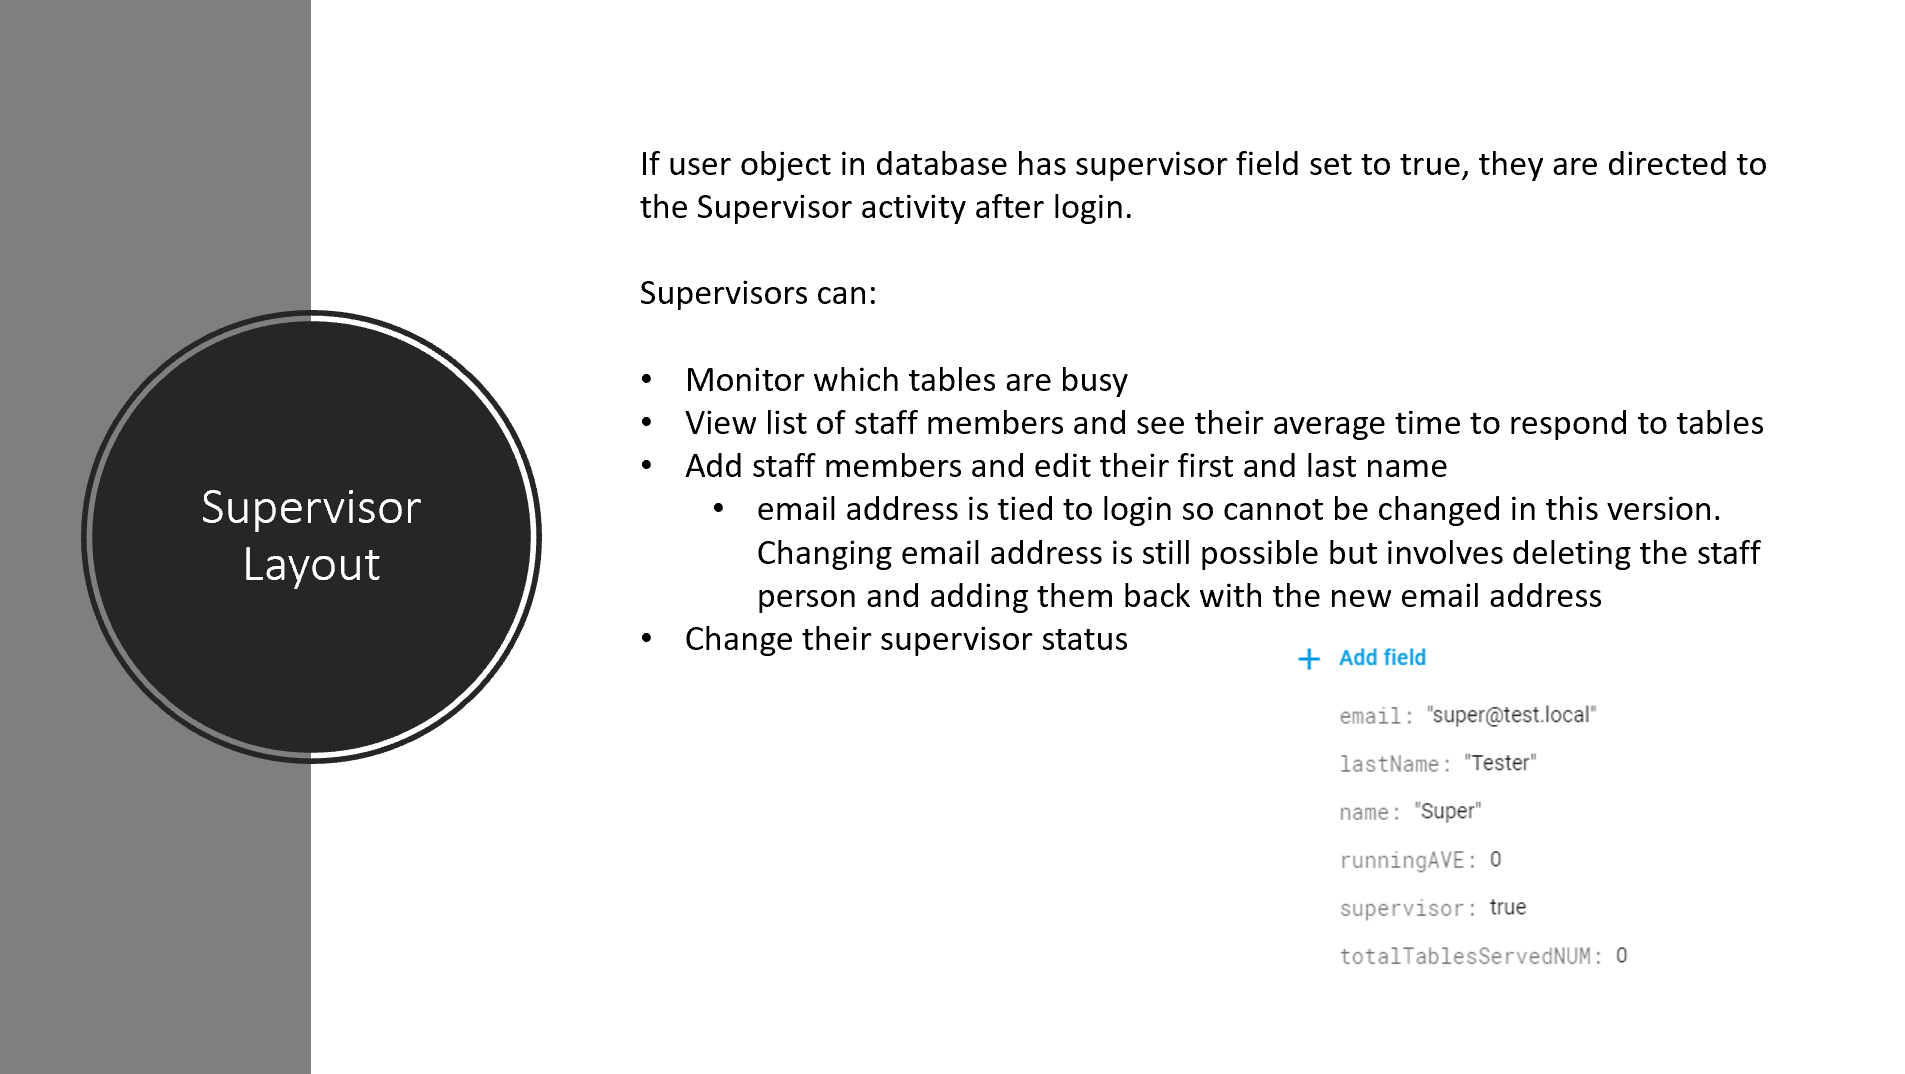 Supervisor
Layout
If user object in database has supervisor field set to true, they are directed to
the Supervisor activity after login.
Supervisors can:
• Monitor which tables are busy
• View list of staff members and see their average time to respond to tables
• Add staff members and edit their first and last name
• email address is tied to login so cannot be changed in this version.
Changing email address is still possible but involves deleting the staff
person and adding them back with the new email address
• Change their supervisor status
+ Add field
email: "super@test.local"
lastName: "Tester"
name: "Super"
runningAVE: 0
supervisor: true
totalTablesServedNUM: 0